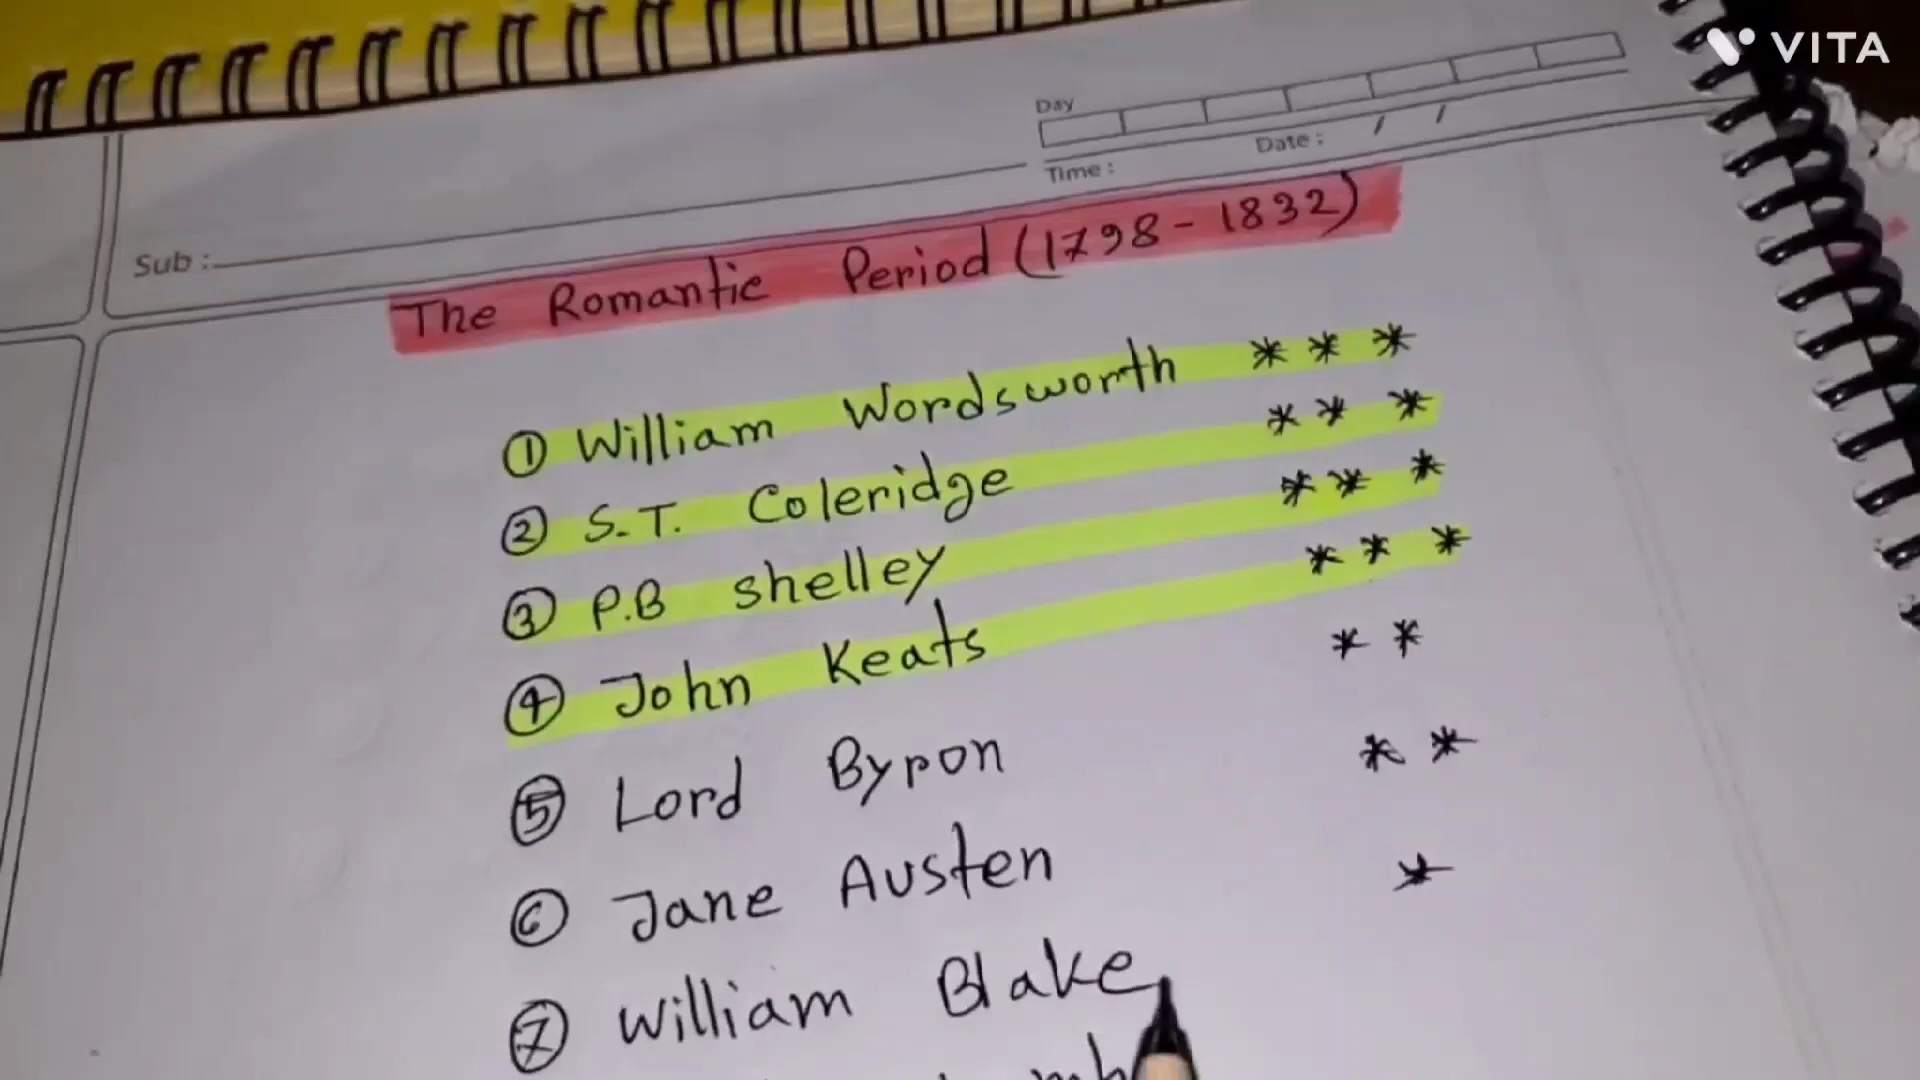 VITA
Day
Time :
Date : / /
Sub :
The Romantic Period (1798 - 1832)
① William Wordsworth * * *
② S.T. Coleridge * * *
③ P.B Shelley * * *
④ John Keats * * *
⑤ Lord Byron * *
⑥ Jane Austen * *
⑦ William Blake *